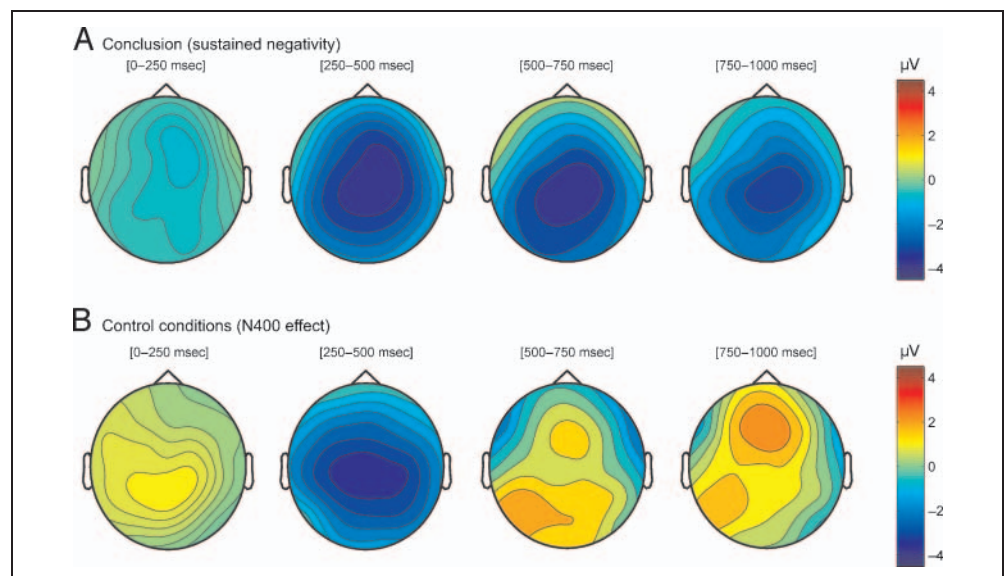 A Conclusion (sustained negativity)
[0–250 msec] [250–500 msec] [500–750 msec] [750–1000 msec] µV
4
2
0
–2
–4
B Control conditions (N400 effect)
[0–250 msec] [250–500 msec] [500–750 msec] [750–1000 msec] µV
4
2
0
–2
–4